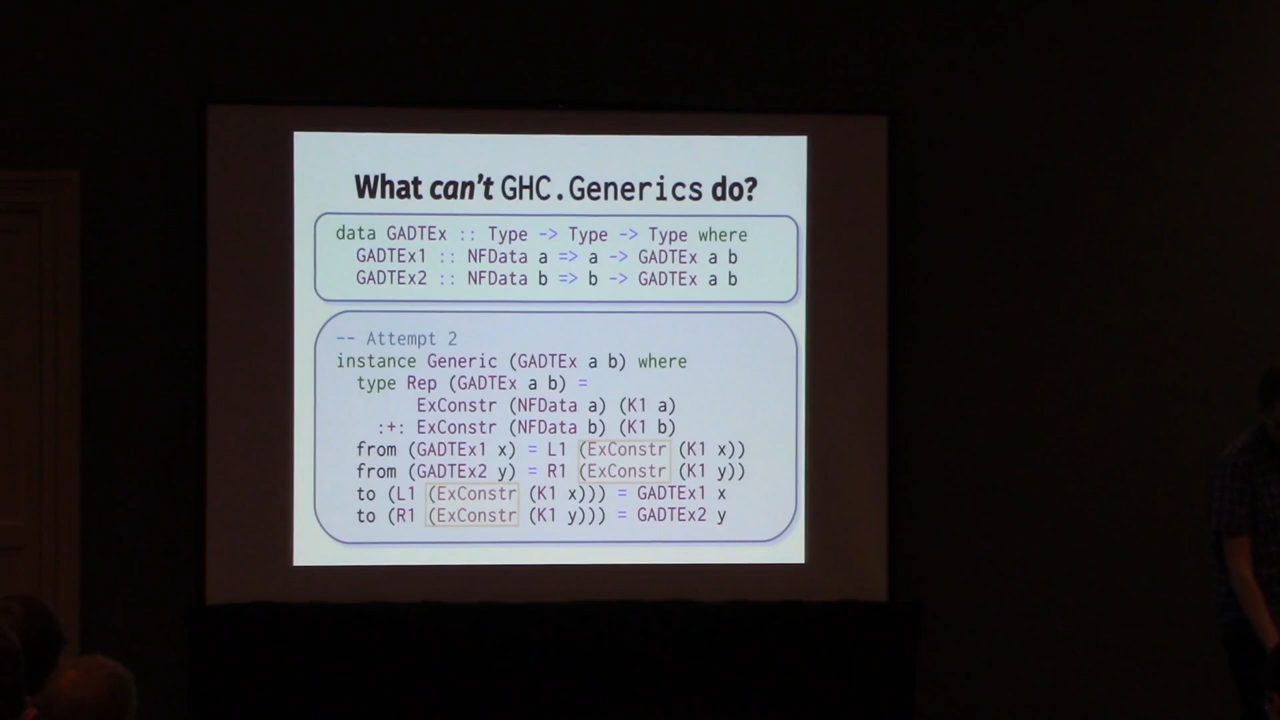 What can't GHC.Generics do?
data GADTEx :: Type -> Type -> Type where
GADTEx1 :: NFData a => a -> GADTEx a b
GADTEx2 :: NFData b => b -> GADTEx a b
-- Attempt 2
instance Generic (GADTEx a b) where
type Rep (GADTEx a b) =
ExConstr (NFData a) (K1 a)
:+: ExConstr (NFData b) (K1 b)
from (GADTEx1 x) = L1 (ExConstr (K1 x))
from (GADTEx2 y) = R1 (ExConstr (K1 y))
to (L1 (ExConstr (K1 x))) = GADTEx1 x
to (R1 (ExConstr (K1 y))) = GADTEx2 y